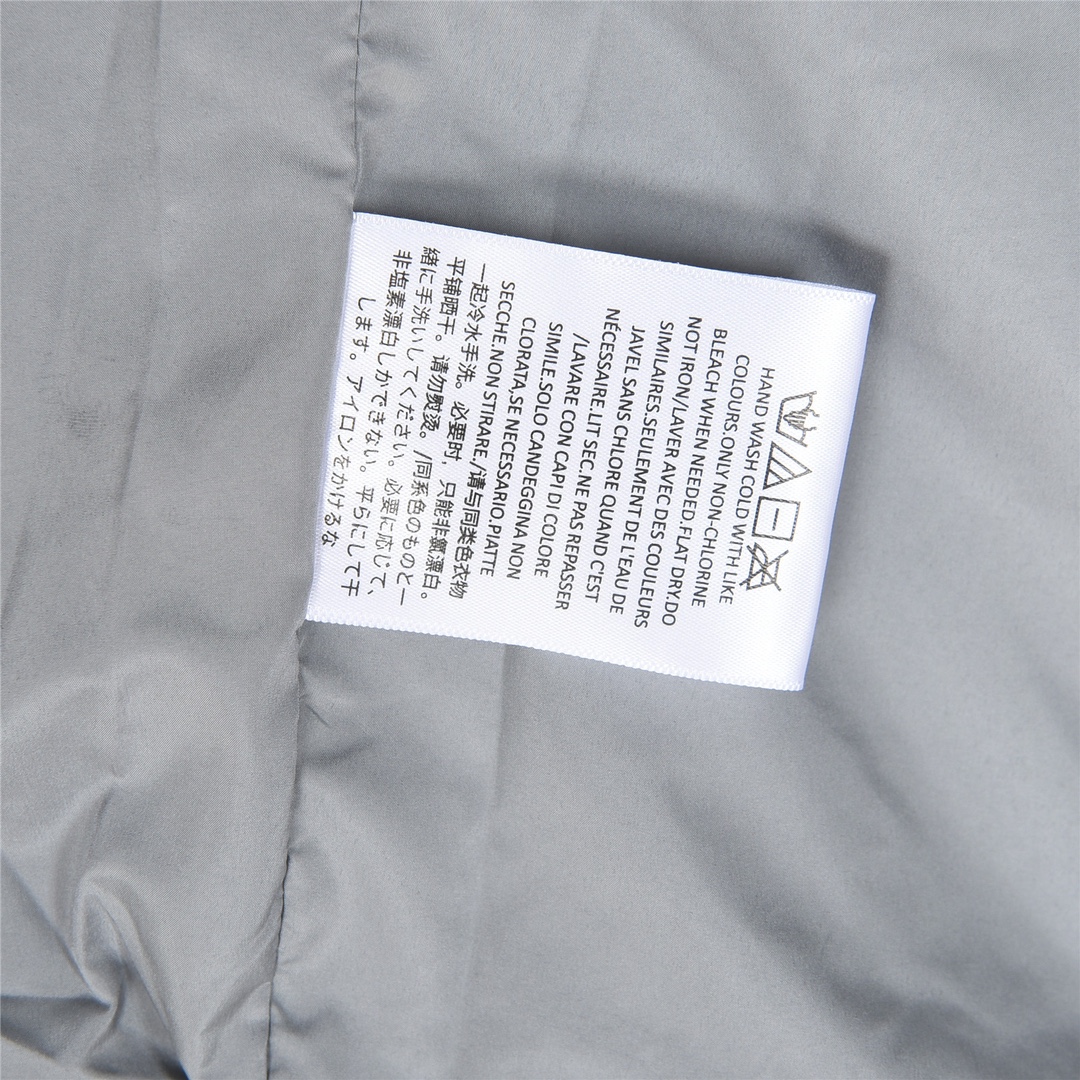 HAND WASH COLD WITH LIKE
COLOURS.ONLY NON-CHLORINE
BLEACH WHEN NEEDED.FLAT DRY.DO
NOT IRON/LAVER AVEC DES COULEURS
SIMILAIRES.SEULEMENT DE L'EAU DE
JAVEL SANS CHLORE QUAND C'EST
NÉCESSAIRE.LIT SEC.NE PAS REPASSER
/LAVARE CON CAPI DI COLORE
SIMILE.SOLO CANDEGGINA NON
CLORATA,SE NECESSARIO.PIATTE
SECCHE.NON STIRARE./请与同类色衣物
一起冷水手洗。必要时，只能非氯漂白。
平铺晒干。请勿熨烫。/同系色のものと一
緒に手洗いしてください。必要に応じて、
非塩素漂白しかできない。平らにして干
します。アイロンをかけるな